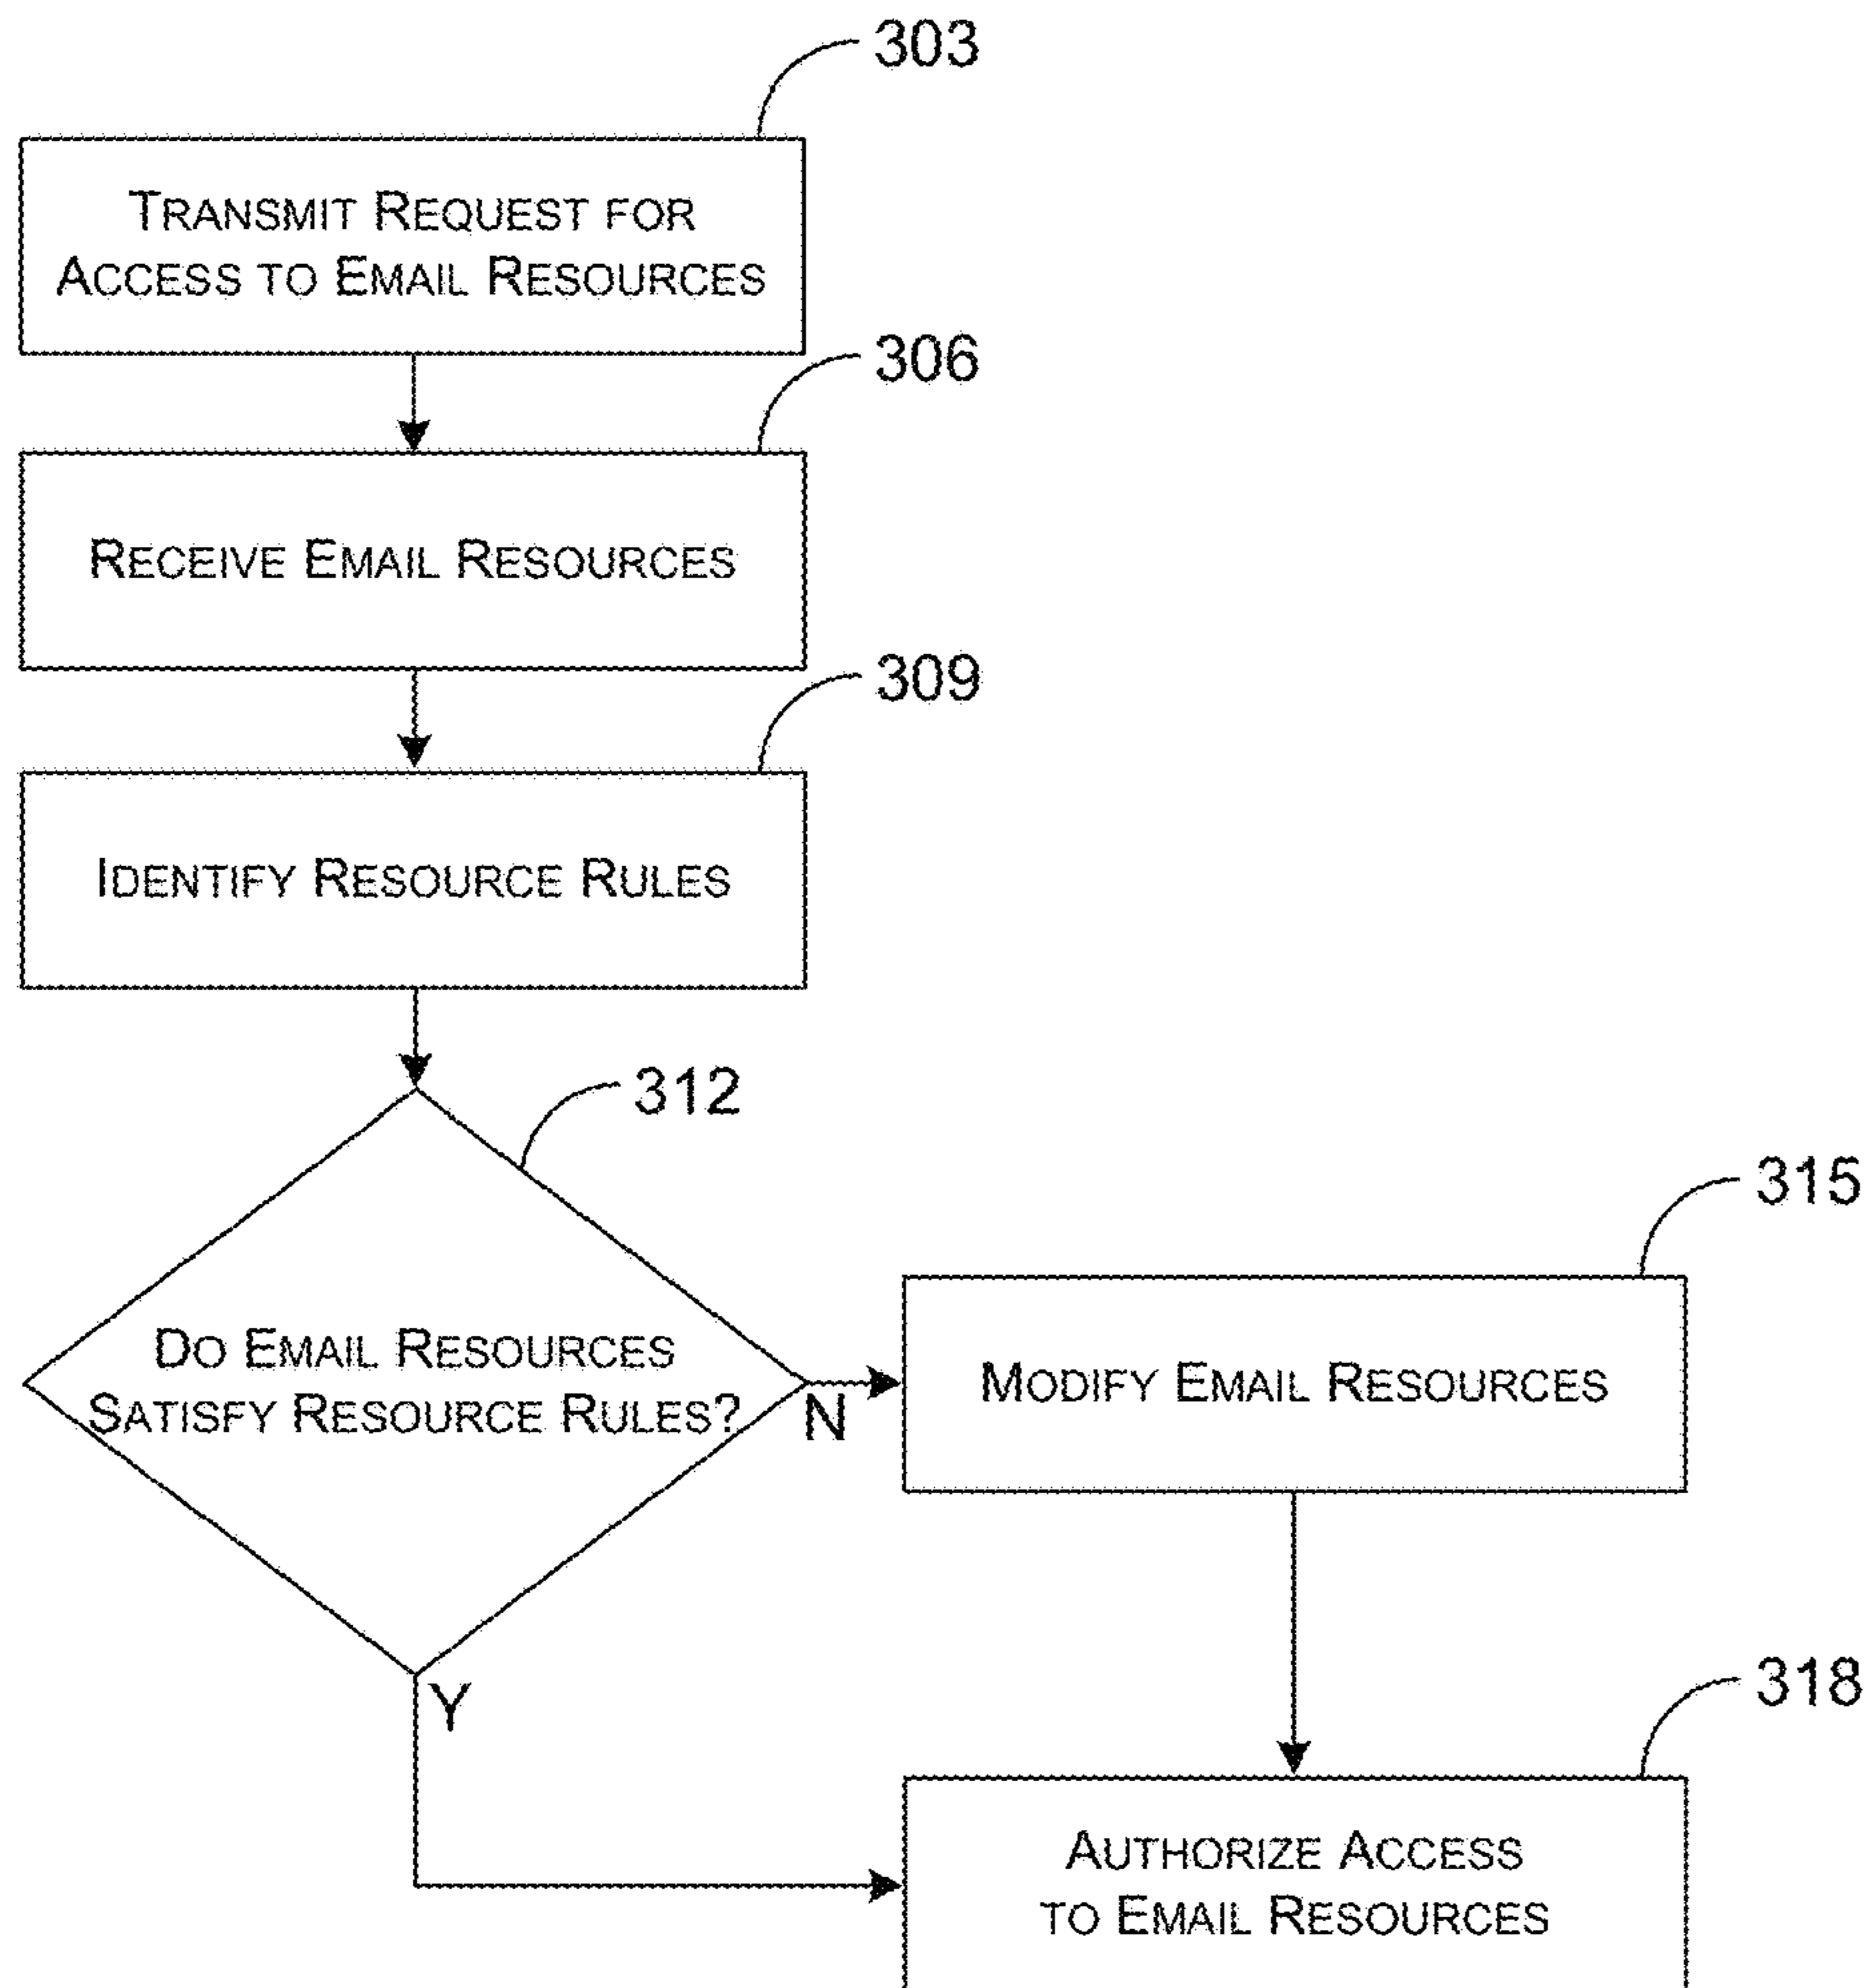 303
TRANSMIT REQUEST FOR
ACCESS TO EMAIL RESOURCES
306
RECEIVE EMAIL RESOURCES
309
IDENTIFY RESOURCE RULES
312
DO EMAIL RESOURCES
SATISFY RESOURCE RULES?
N
315
MODIFY EMAIL RESOURCES
Y
318
AUTHORIZE ACCESS
TO EMAIL RESOURCES